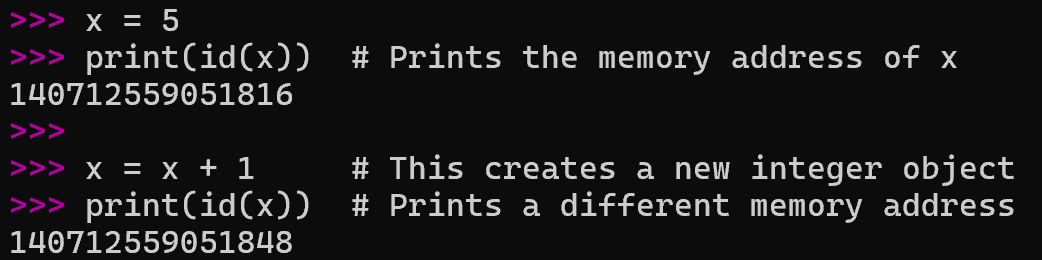 >>> x = 5
>>> print(id(x))  # Prints the memory address of x
140712559051816
>>>
>>> x = x + 1     # This creates a new integer object
>>> print(id(x))  # Prints a different memory address
140712559051848